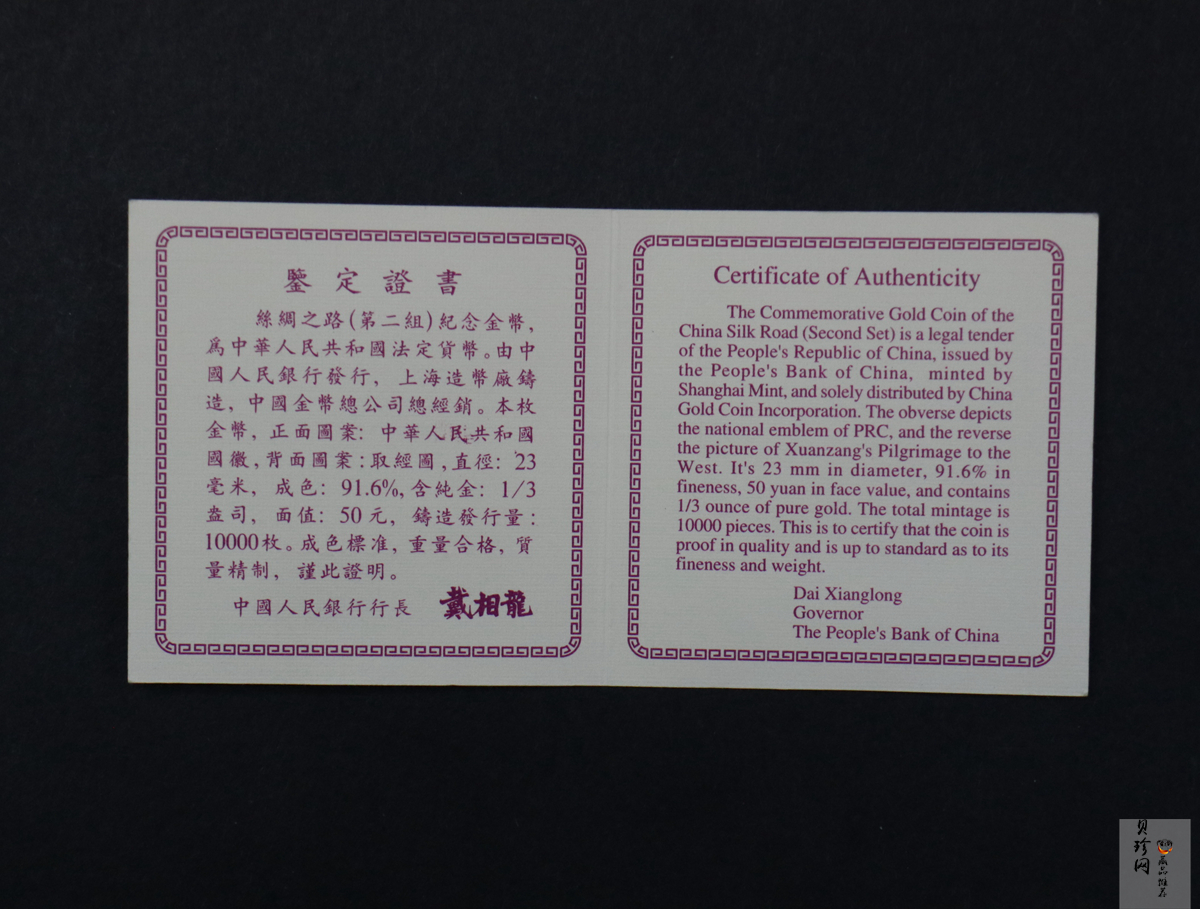 鑒定證書
絲綢之路(第二組)紀念金幣,
爲中華人民共和國法定貨幣。由中
國人民銀行發行, 上海造幣廠鑄
造, 中國金幣總公司總經銷。本枚
金幣, 正面圖案: 中華人民共和國
國徽, 背面圖案: 取經圖, 直徑: 23
毫米, 成色: 91.6%, 含純金: 1/3
盎司, 面值: 50元, 鑄造發行量:
10000枚。成色標准, 重量合格, 質
量精制, 謹此證明。
中國人民銀行行長 戴相龍
Certificate of Authenticity
The Commemorative Gold Coin of the
China Silk Road (Second Set) is a legal tender
of the People's Republic of China, issued by
the People's Bank of China, minted by
Shanghai Mint, and solely distributed by China
Gold Coin Incorporation. The obverse depicts
the national emblem of PRC, and the reverse
the picture of Xuanzang's Pilgrimage to the
West. It's 23 mm in diameter, 91.6% in
fineness, 50 yuan in face value, and contains
1/3 ounce of pure gold. The total mintage is
10000 pieces. This is to certify that the coin is
proof in quality and is up to standard as to its
fineness and weight.
Dai Xianglong
Governor
The People's Bank of China
贝珍网
藏品推荐